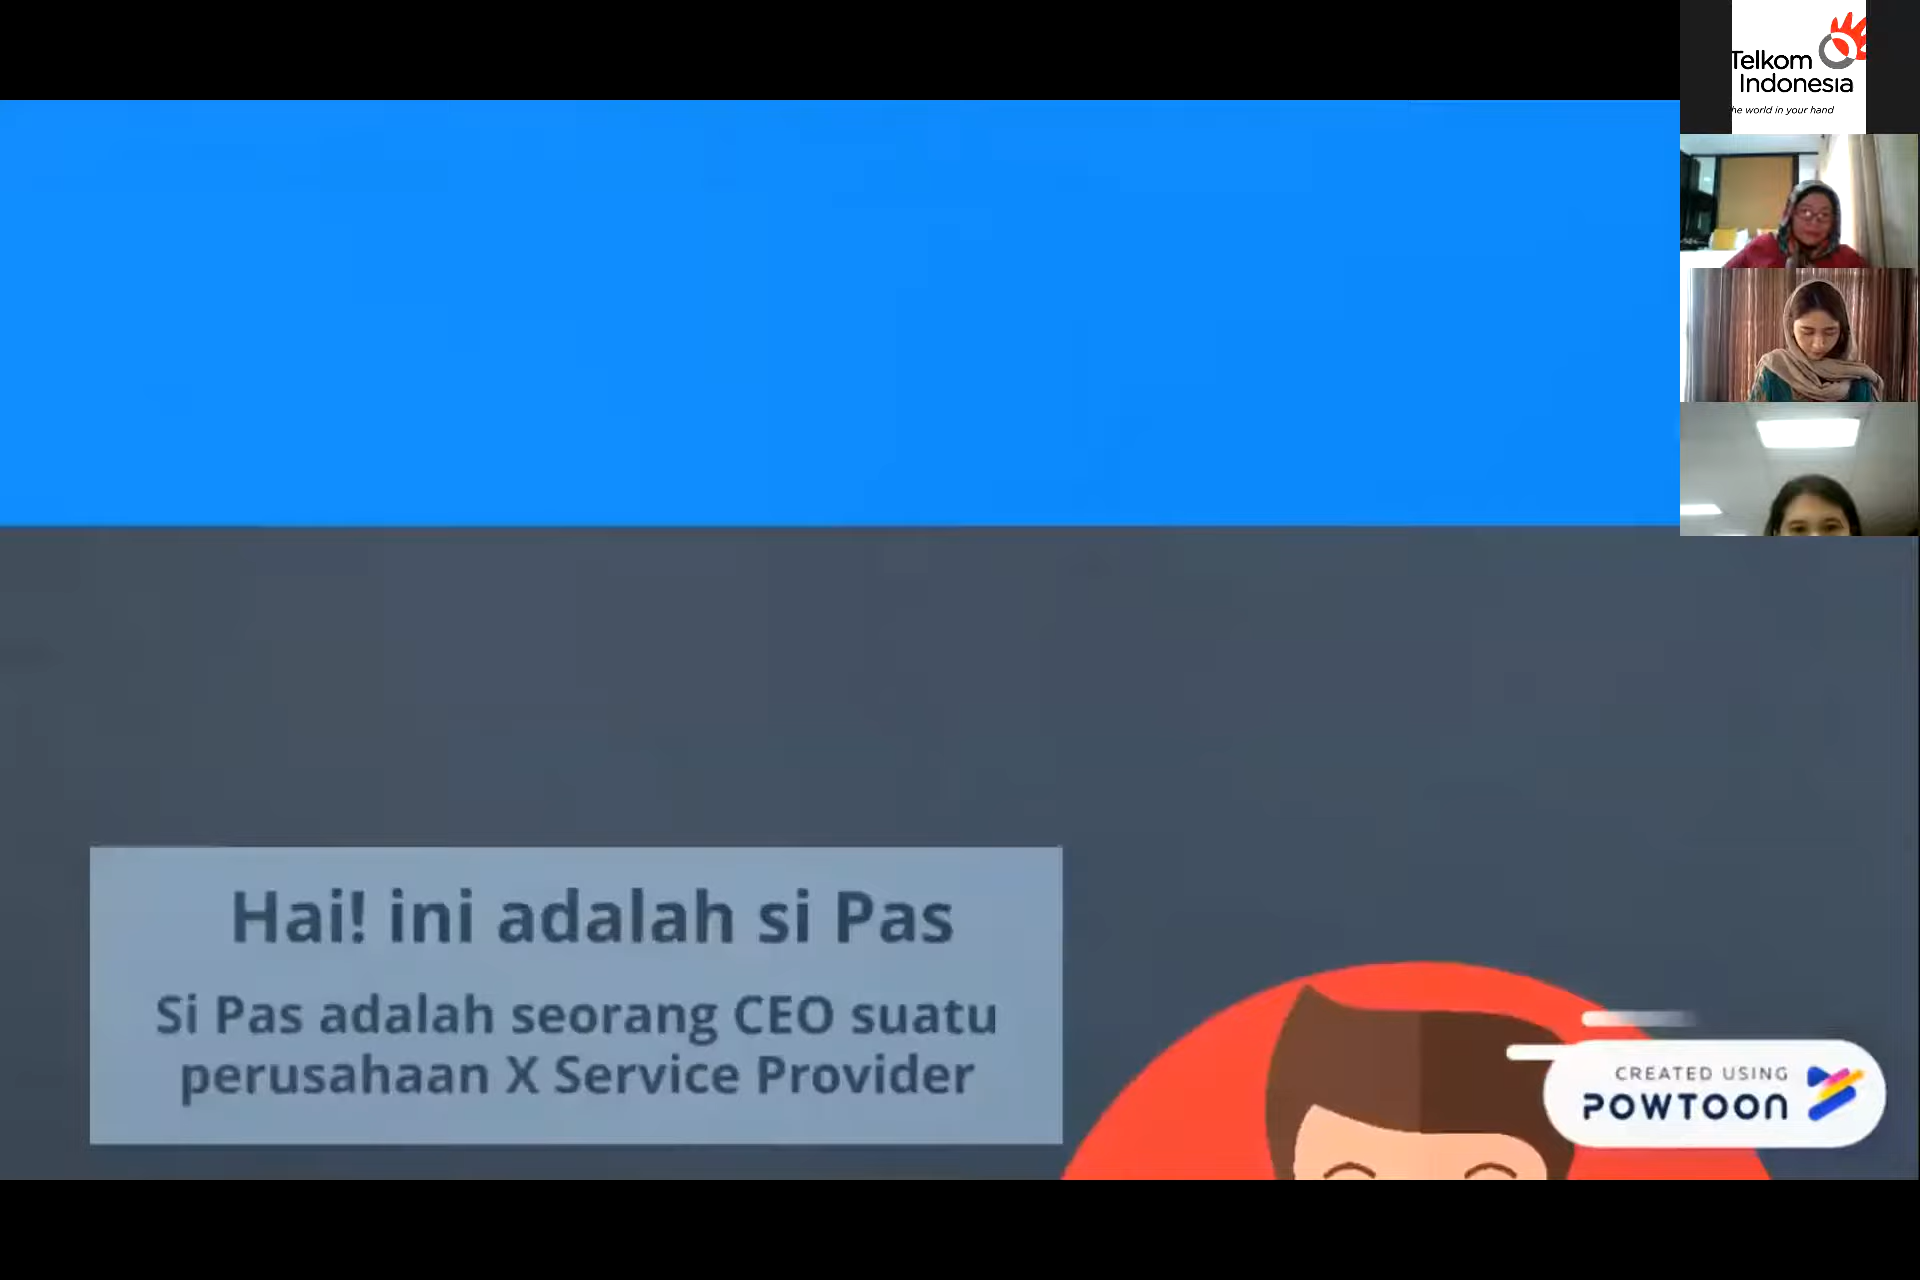 Telkom
Indonesia
he world in your hand
Hai! ini adalah si Pas
Si Pas adalah seorang CEO suatu
perusahaan X Service Provider
CREATED USING
POWTOON